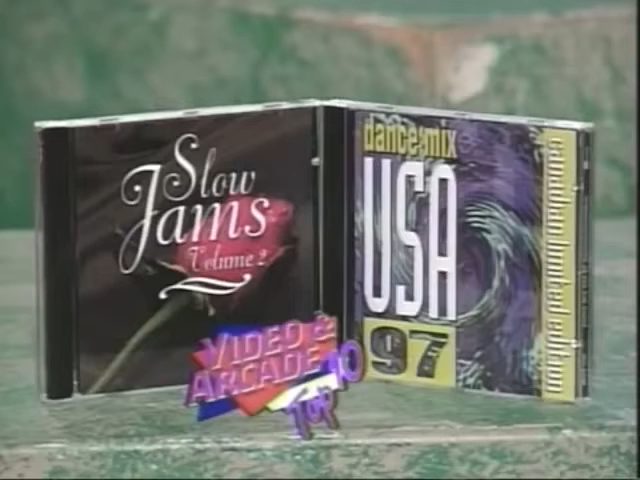 Slow
Jams
Volume 2
dance mix
USA
97
canadian limited edition
VIDEO &
ARCADE
TOP 10